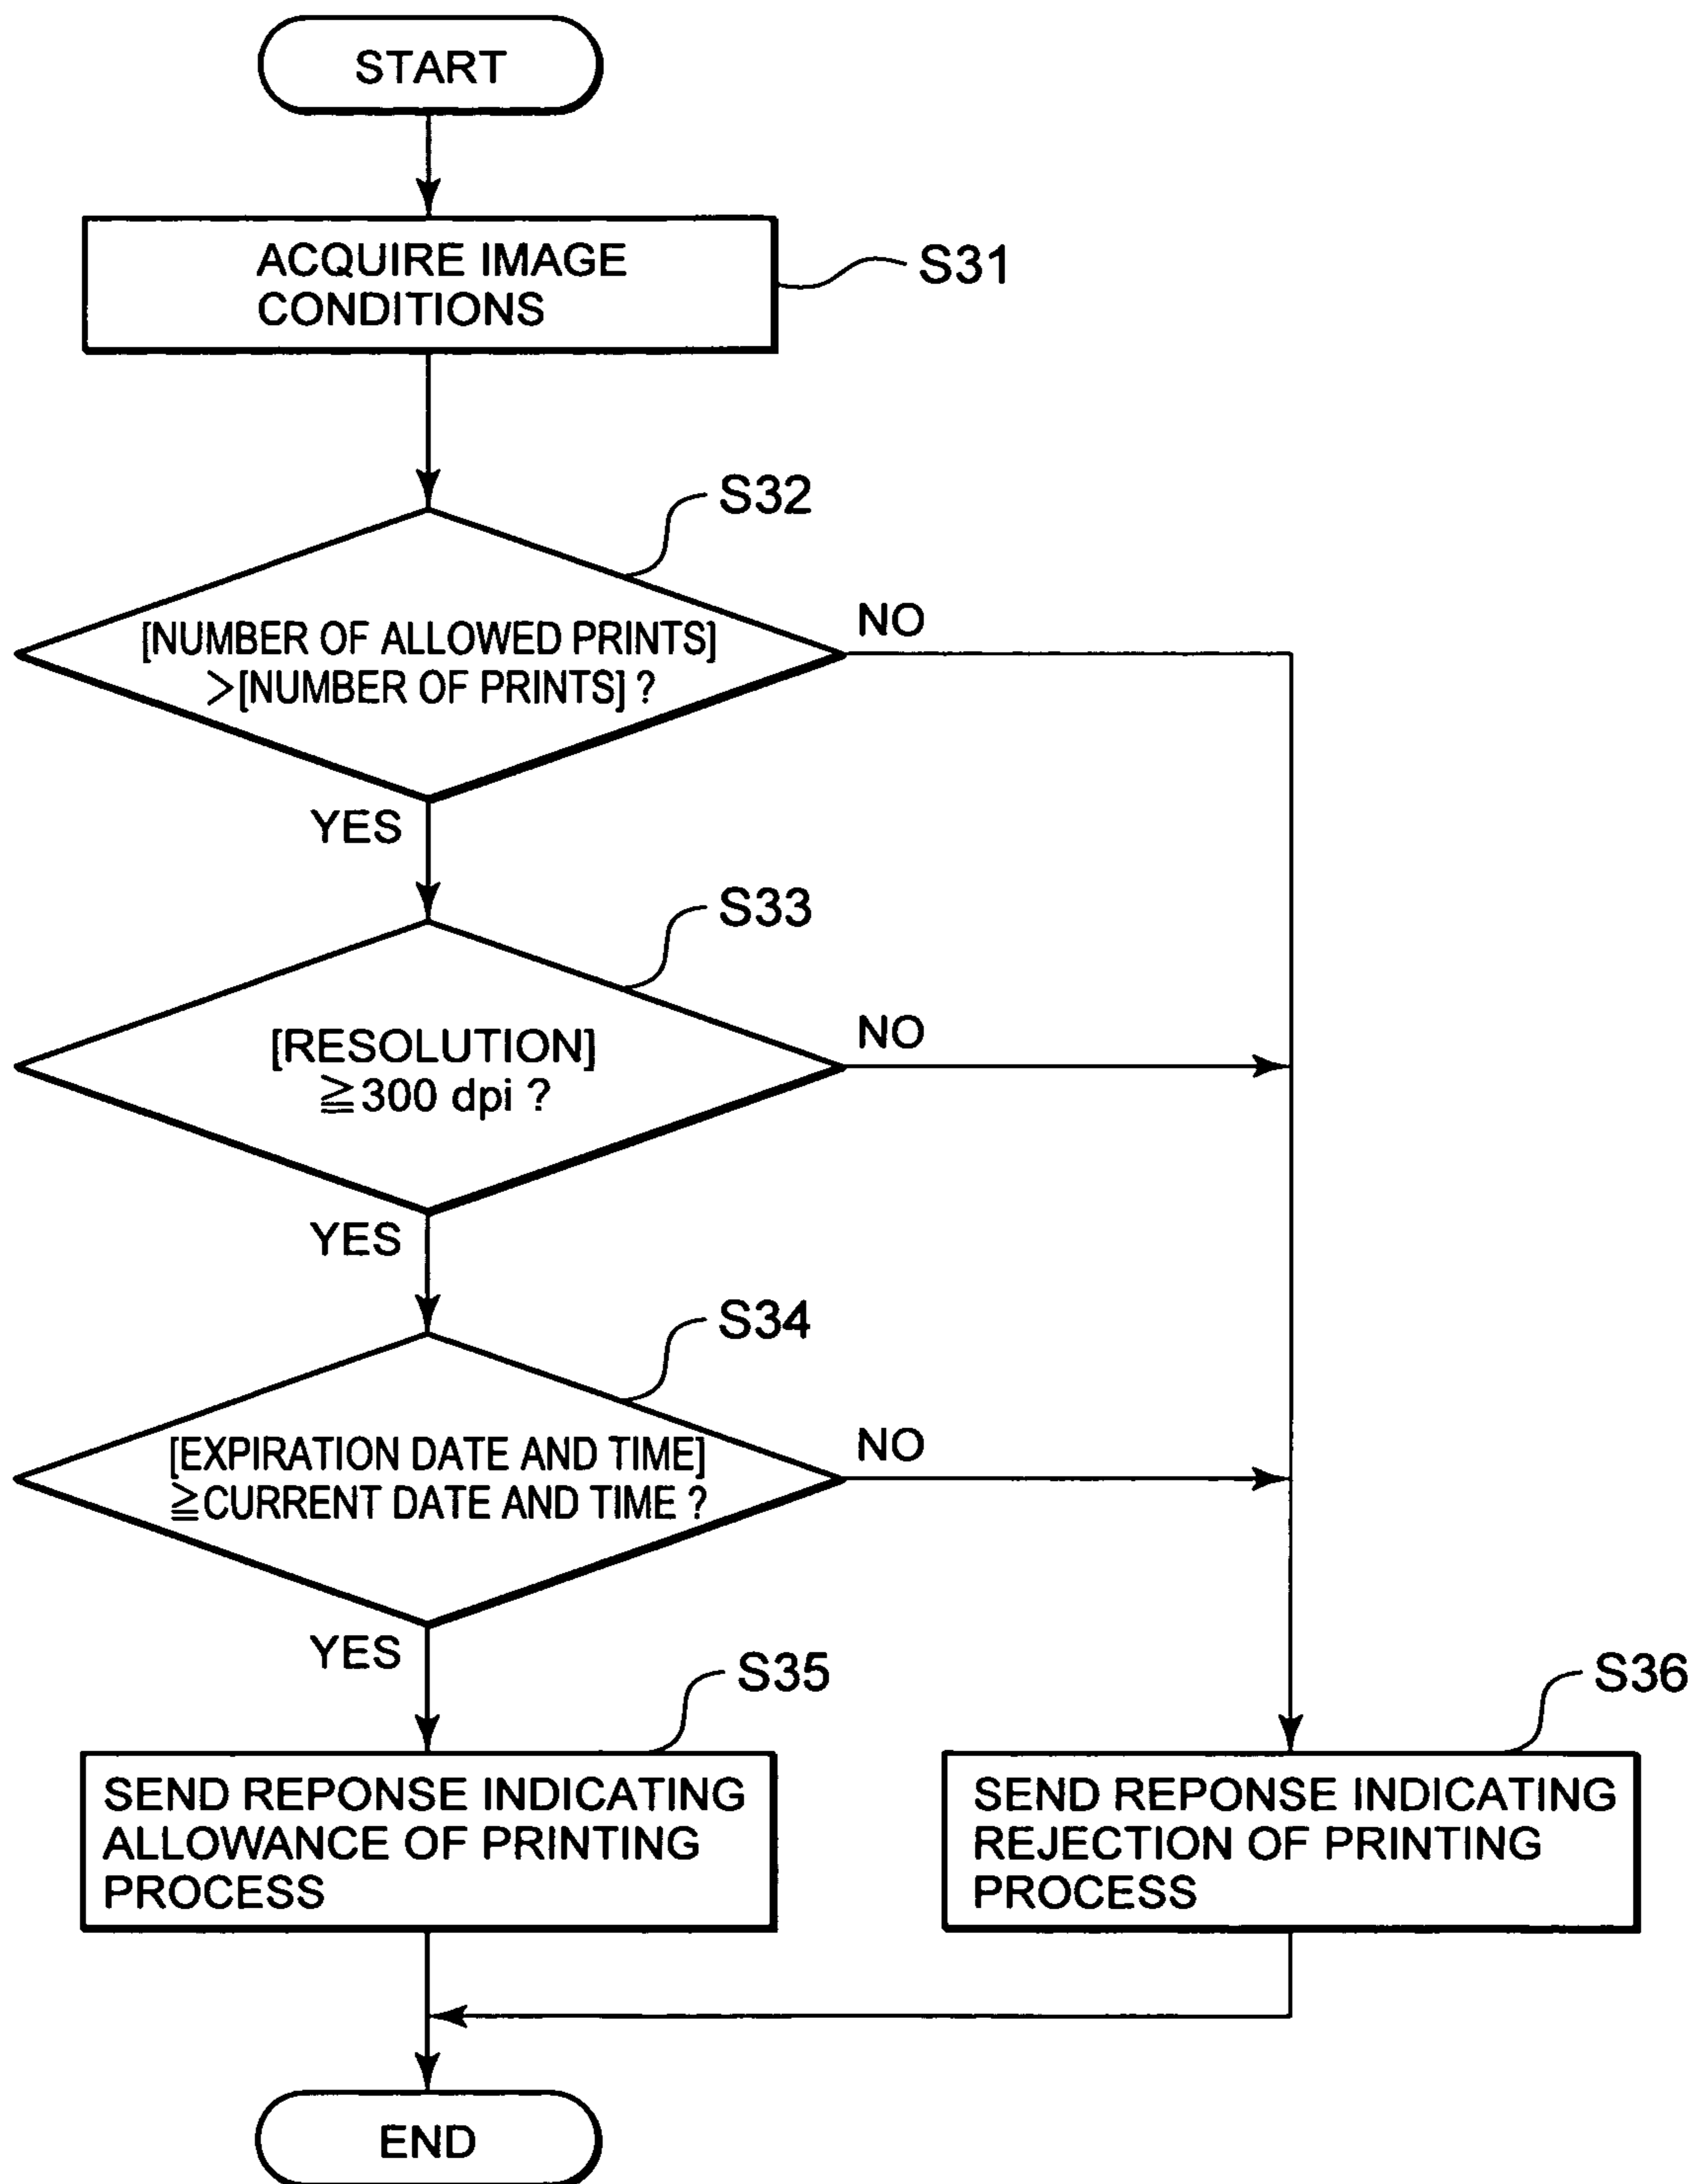 START
ACQUIRE IMAGE
CONDITIONS
S31
S32
[NUMBER OF ALLOWED PRINTS]
>[NUMBER OF PRINTS] ?
NO
YES
S33
[RESOLUTION]
≧300 dpi ?
NO
YES
S34
[EXPIRATION DATE AND TIME]
≧CURRENT DATE AND TIME ?
NO
YES
S35
SEND REPONSE INDICATING
ALLOWANCE OF PRINTING
PROCESS
S36
SEND REPONSE INDICATING
REJECTION OF PRINTING
PROCESS
END